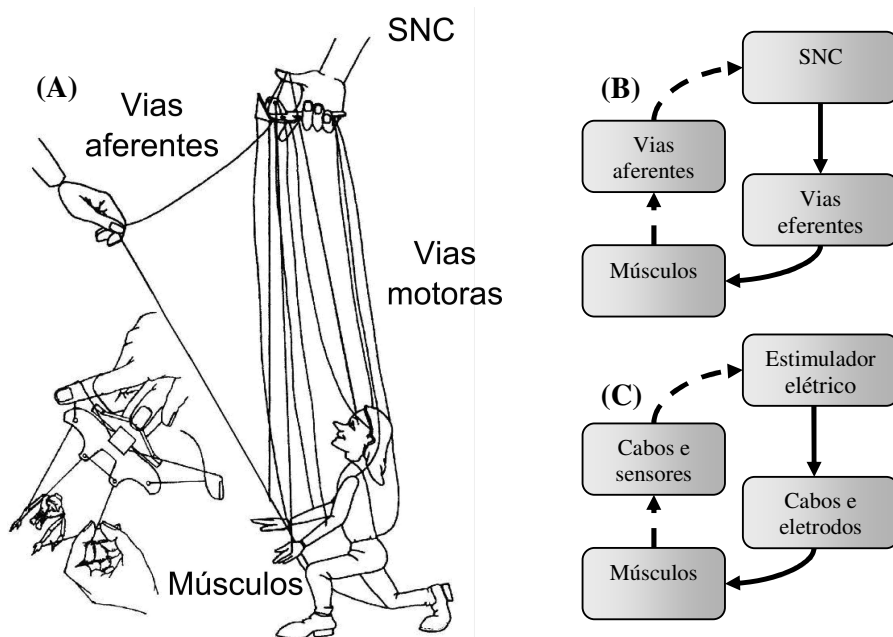 (A)
SNC
Vias
aferentes
Vias
motoras
Músculos
(B)
SNC
Vias
aferentes
Vias
eferentes
Músculos
(C)
Estimulador
elétrico
Cabos e
sensores
Cabos e
eletrodos
Músculos